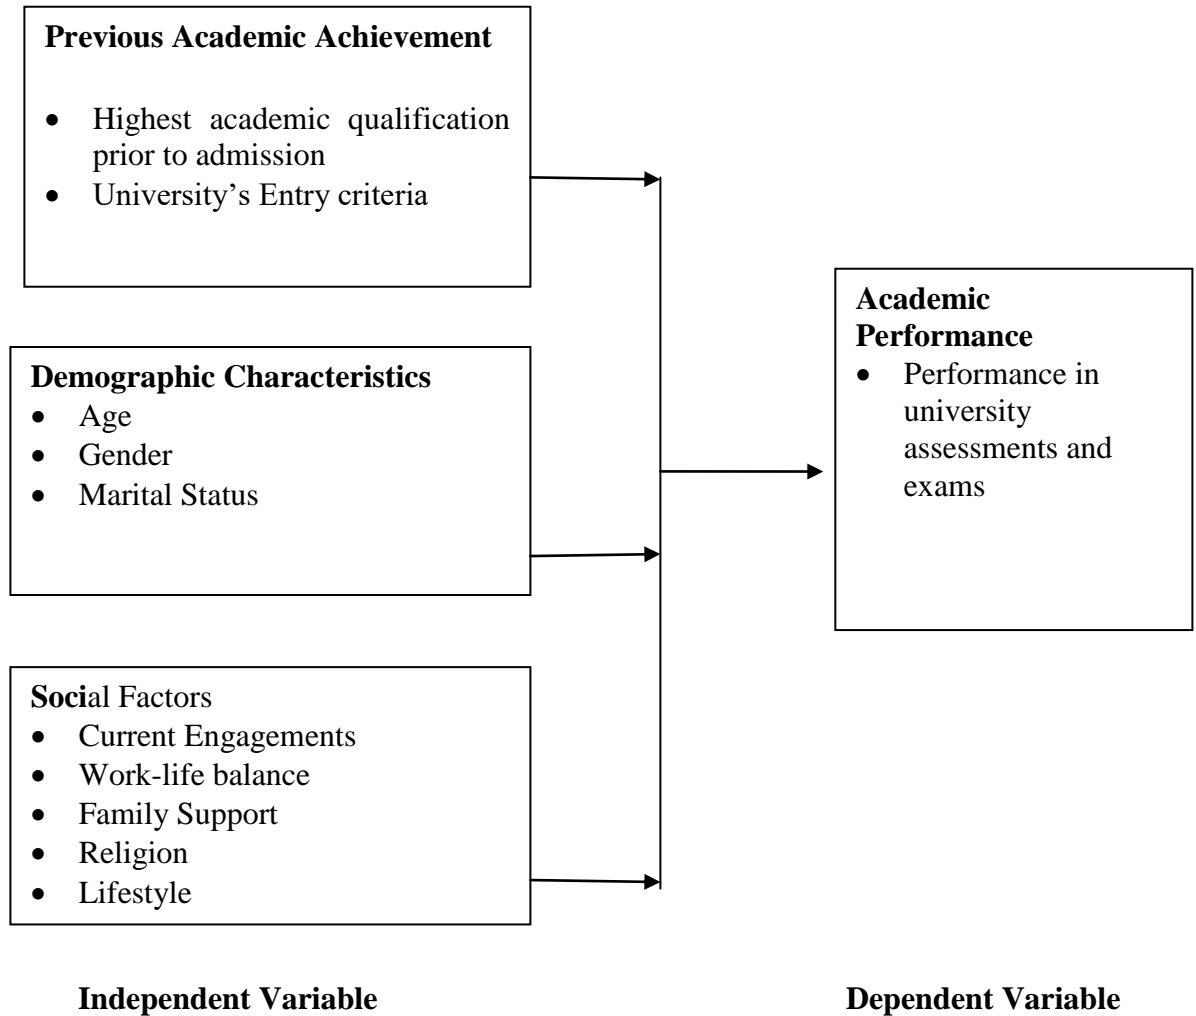 Previous Academic Achievement
• Highest academic qualification
prior to admission
• University’s Entry criteria
Demographic Characteristics
• Age
• Gender
• Marital Status
Social Factors
• Current Engagements
• Work-life balance
• Family Support
• Religion
• Lifestyle
Academic
Performance
• Performance in
university
assessments and
exams
Independent Variable
Dependent Variable